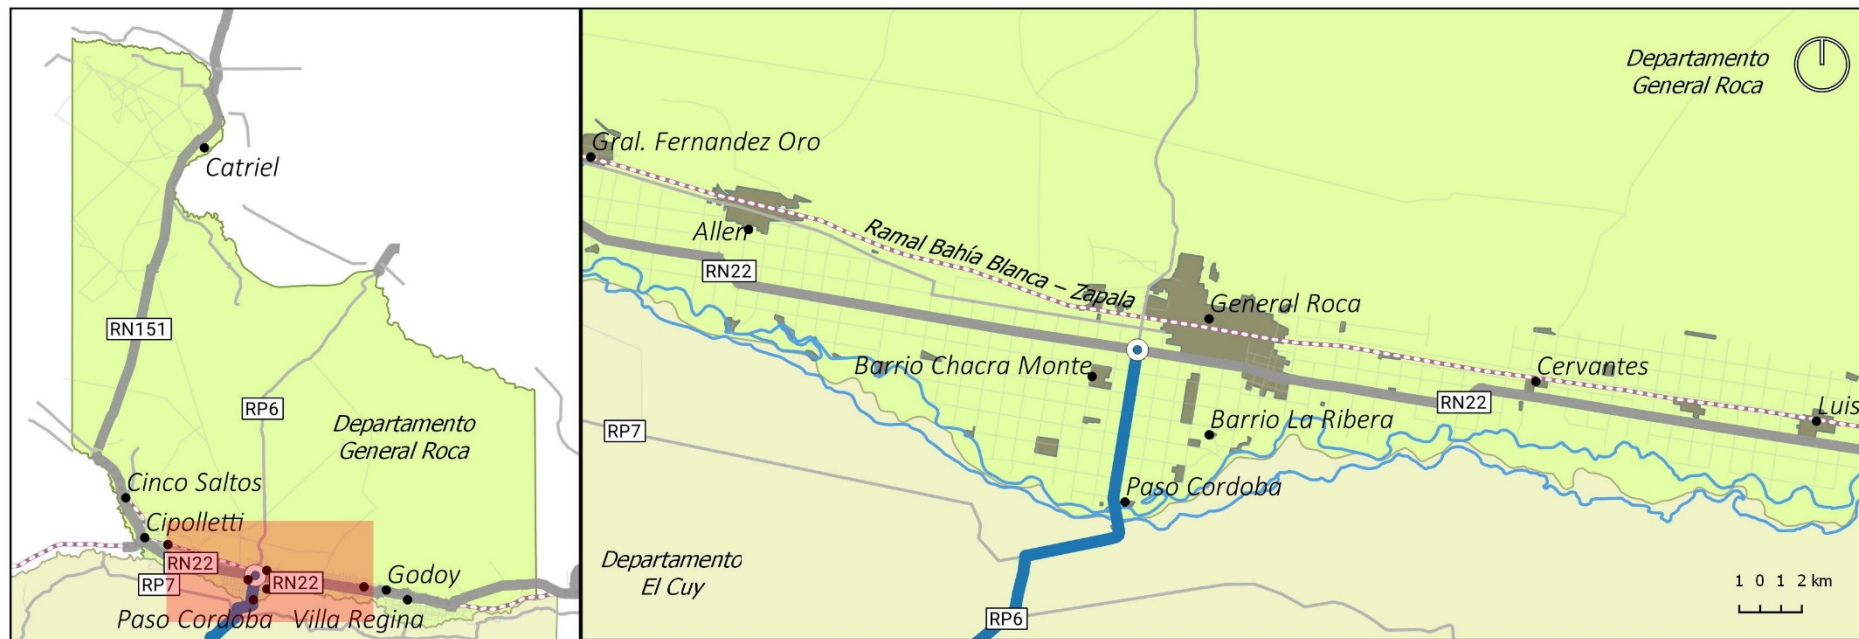 Catriel
RN151
RP6
Departamento
General Roca
Cinco Saltos
Cipolletti
RN22
RP7
RN22
Godoy
Paso Cordoba
Villa Regina
Departamento
General Roca
Gral. Fernandez Oro
Allen
RN22
Ramal Bahía Blanca – Zapala
General Roca
Barrio Chacra Monte
Cervantes
RN22
Luis
RP7
Barrio La Ribera
Paso Cordoba
Departamento
El Cuy
RP6
1 0 1 2 km